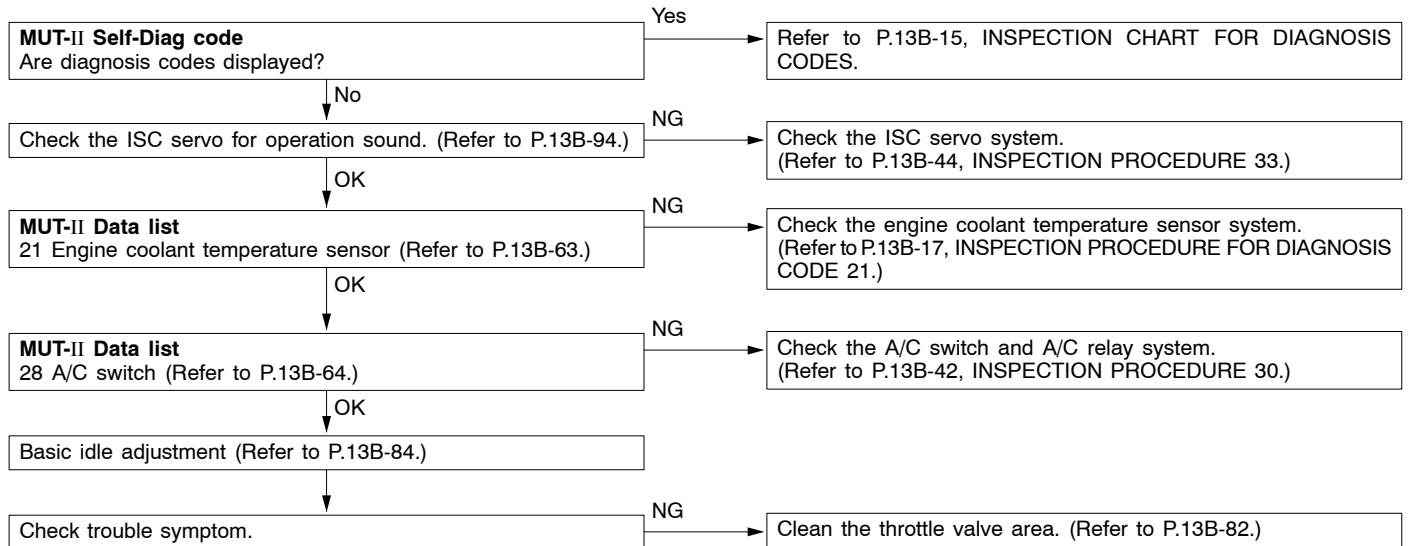 MUT-II Self-Diag code
Are diagnosis codes displayed?
Yes
Refer to P.13B-15, INSPECTION CHART FOR DIAGNOSIS
CODES.
No
Check the ISC servo for operation sound. (Refer to P.13B-94.)
NG
Check the ISC servo system.
(Refer to P.13B-44, INSPECTION PROCEDURE 33.)
OK
MUT-II Data list
21 Engine coolant temperature sensor (Refer to P.13B-63.)
NG
Check the engine coolant temperature sensor system.
(Refer to P.13B-17, INSPECTION PROCEDURE FOR DIAGNOSIS
CODE 21.)
OK
MUT-II Data list
28 A/C switch (Refer to P.13B-64.)
NG
Check the A/C switch and A/C relay system.
(Refer to P.13B-42, INSPECTION PROCEDURE 30.)
OK
Basic idle adjustment (Refer to P.13B-84.)
Check trouble symptom.
NG
Clean the throttle valve area. (Refer to P.13B-82.)